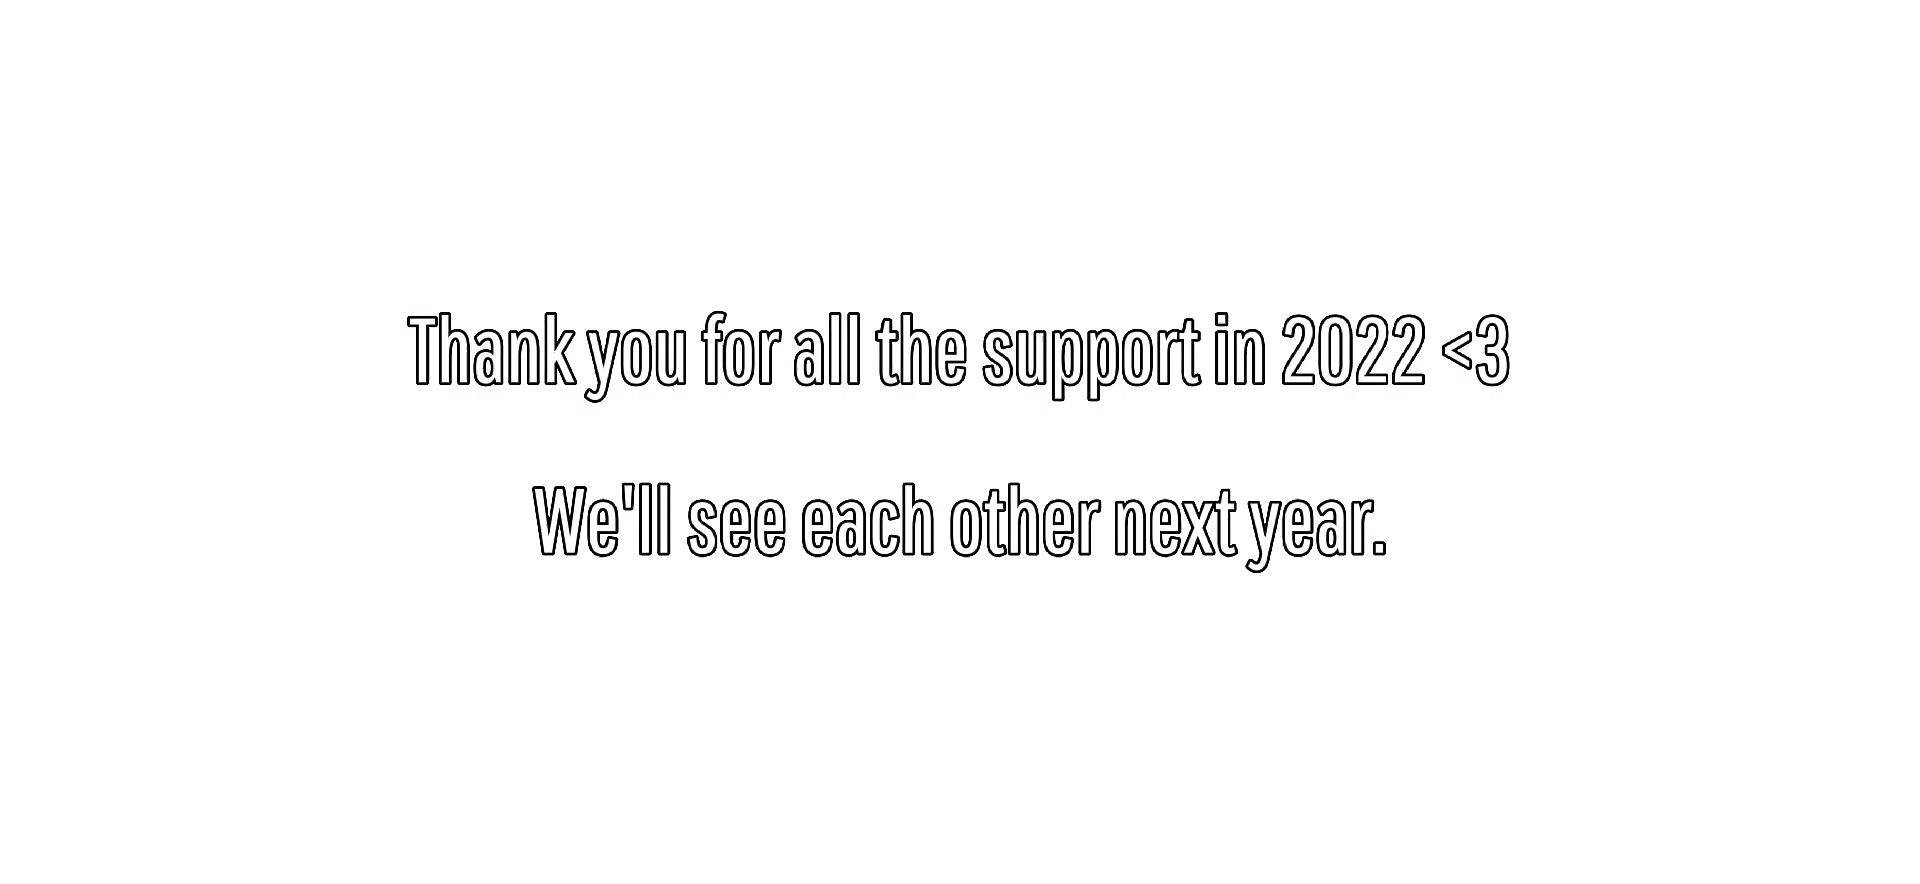 Thank you for all the support in 2022 <3
We'll see each other next year.